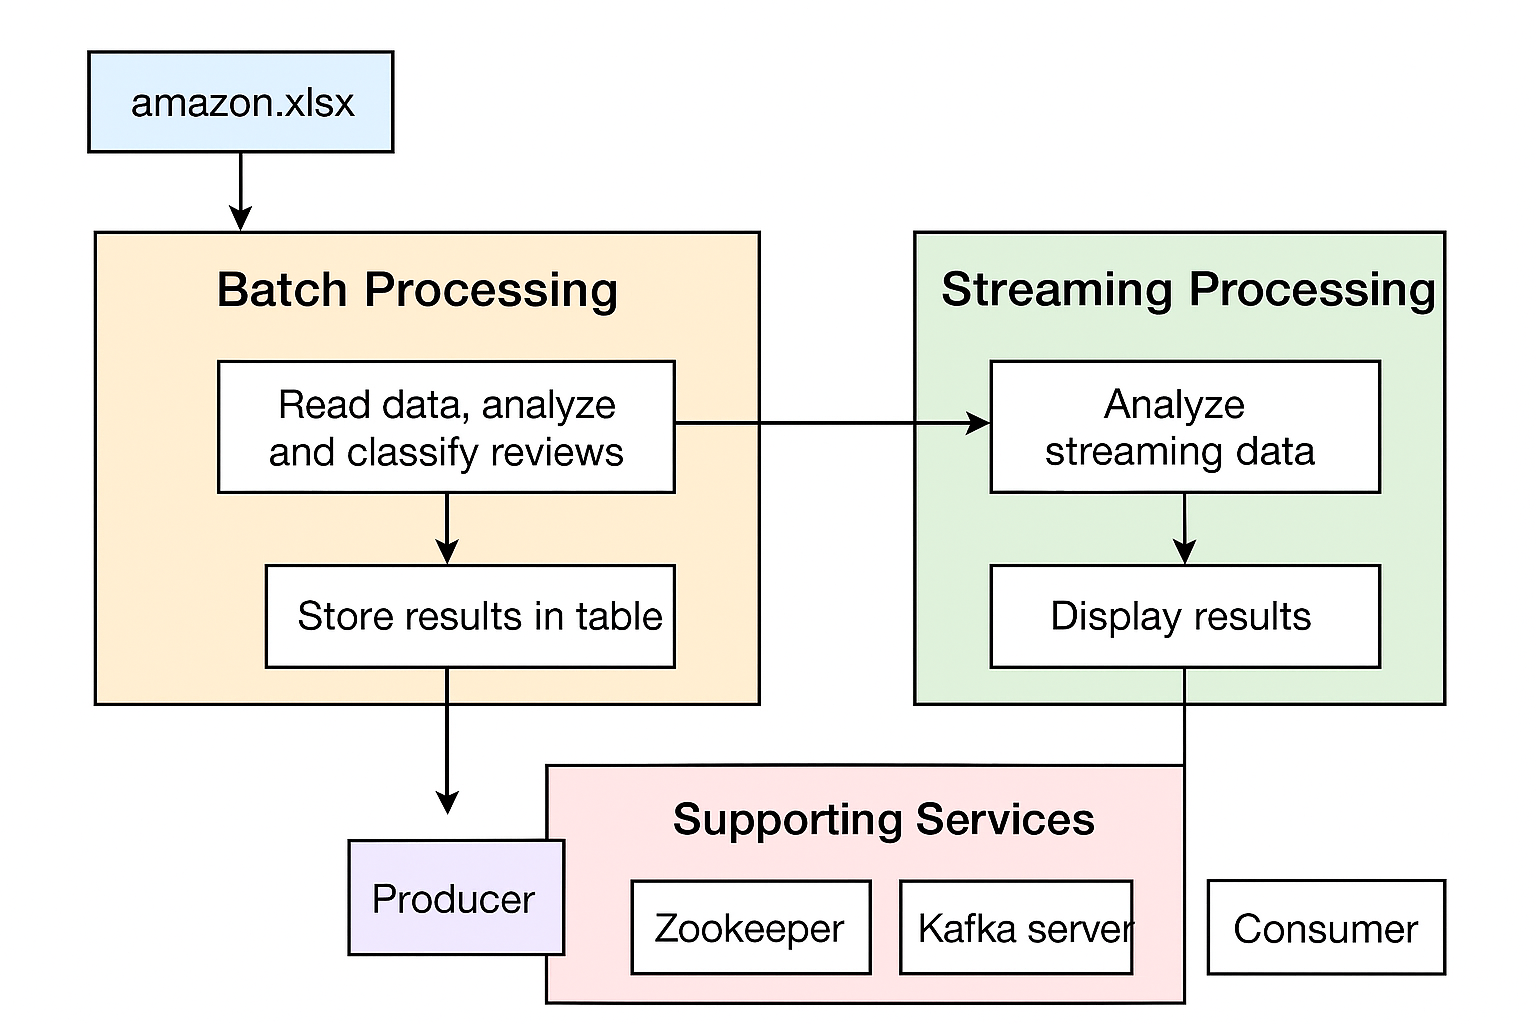 amazon.xlsx
Batch Processing
Read data, analyze
and classify reviews
Store results in table
Streaming Processing
Analyze
streaming data
Display results
Producer
Supporting Services
Zookeeper
Kafka server
Consumer